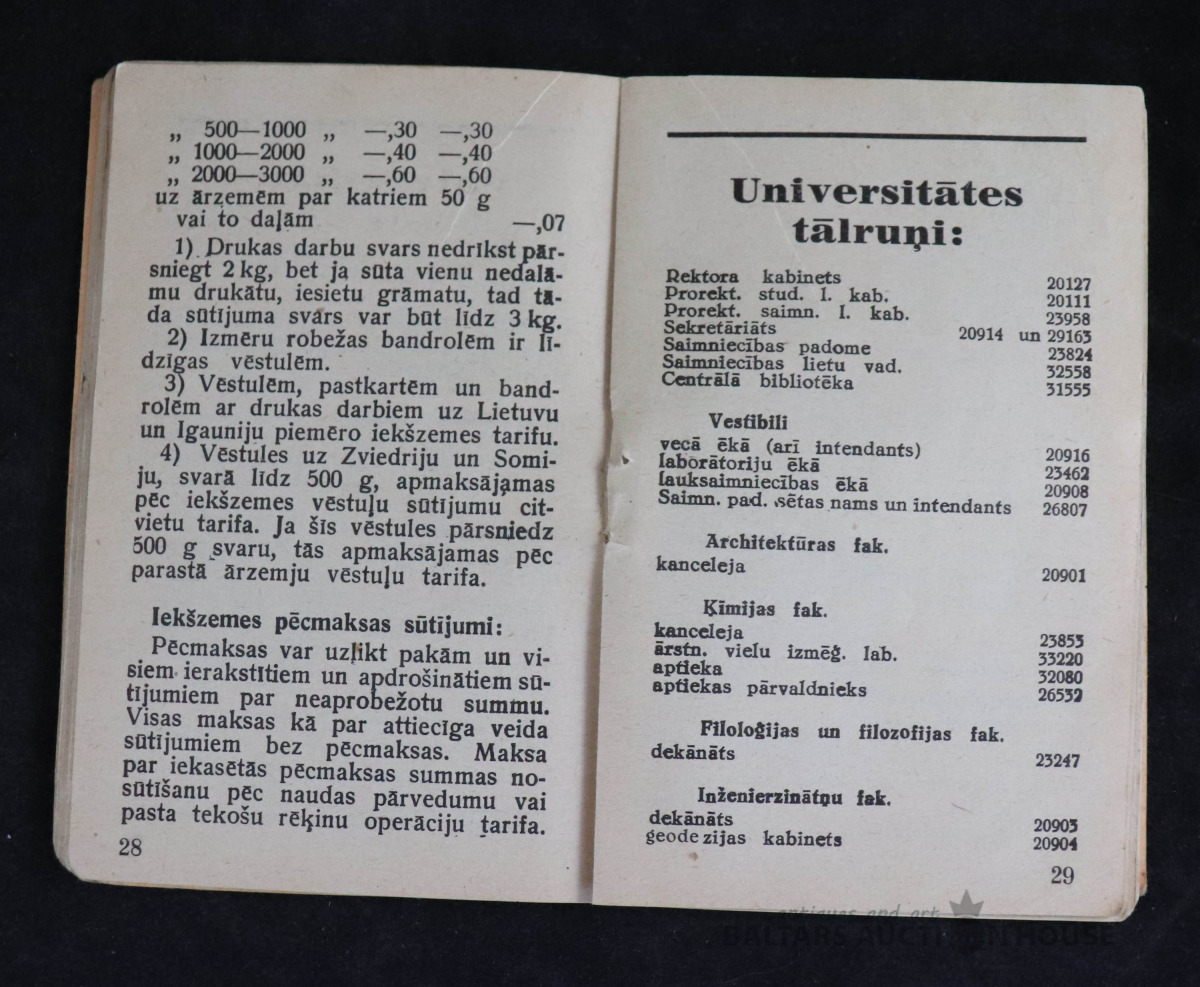 „ 500—1000 „ —,30 —,30
„ 1000—2000 „ —,40 —,40
„ 2000—3000 „ —,60 —,60
uz ārzemēm par katriem 50 g
vai to daļām —,07
1) Drukas darbu svars nedrīkst pār-
sniegt 2 kg, bet ja sūta vienu nedalā-
mu drukātu, iesietu grāmatu, tad tā-
da sūtījuma svars var būt līdz 3 kg.
2) Izmēru robežas bandrolēm ir lī-
dzīgas vēstulēm.
3) Vēstulēm, pastkartēm un band-
rolēm ar drukas darbiem uz Lietuvu
un Igauniju piemēro iekšzemes tarifu.
4) Vēstules uz Zviedriju un Somi-
ju, svarā līdz 500 g, apmaksājamas
pēc iekšzemes vēstuļu sūtījumu cit-
vietu tarifa. Ja šīs vēstules pārsniedz
500 g svaru, tās apmaksājamas pēc
parastā ārzemju vēstuļu tarifa.
Iekšzemes pēcmaksas sūtījumi:
Pēcmaksas var uzlikt pakām un vi-
siem ierakstītiem un apdrošinātiem sū-
tījumiem par neaprobežotu summu.
Visas maksas kā par attiecīga veida
sūtījumiem bez pēcmaksas. Maksa
par iekasētās pēcmaksas summas no-
sūtīšanu pēc naudas pārvedumu vai
pasta tekošu rēķinu operāciju tarifa.
28
Universitātes
tālruņi:
Rektora kabinets 20127
Prorekt. stud. l. kab. 20111
Prorekt. saimn. l. kab. 23958
Sekretāriāts 20914 un 29163
Saimniecības padome 23824
Saimniecības lietu vad. 32558
Centrālā bibliotēka 31555
Vestibili
vecā ēkā (arī intendants) 20916
laborātoriju ēkā 23462
lauksaimniecības ēkā 20908
Saimn. pad. sētas nams un intendants 26807
Architektūras fak.
kanceleja 20901
Ķīmijas fak.
kanceleja 23853
ārstn. vielu izmēģ. lab. 33220
aptieka 32080
aptiekas pārvaldnieks 26532
Filoloģijas un filozofijas fak.
dekānāts 23247
Inženierzinātņu fak.
dekānāts 20903
ģeodezijas kabinets 20904
29
antiques and art
BALTARS AUCTION HOUSE